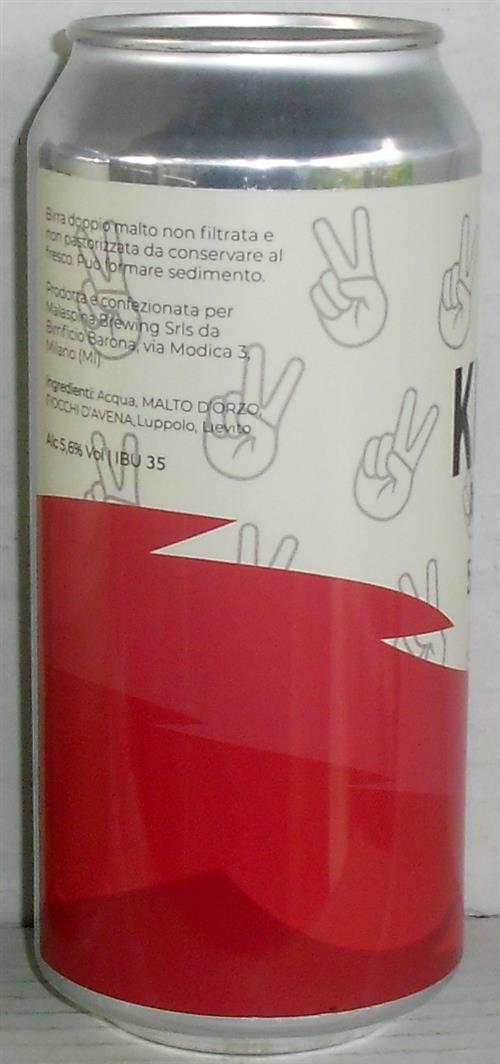 Birra doppio malto non filtrata e
non pastorizzata da conservare al
fresco. Può formare sedimento.
Prodotta e confezionata per
Malaspina Brewing Srls da
Birrificio Barona, via Modica 3,
Milano (MI)
Ingredienti: Acqua, MALTO D'ORZO,
FIOCCHI D'AVENA, Luppolo, Lievito
Alc 5,6% Vol | IBU 35
K
5